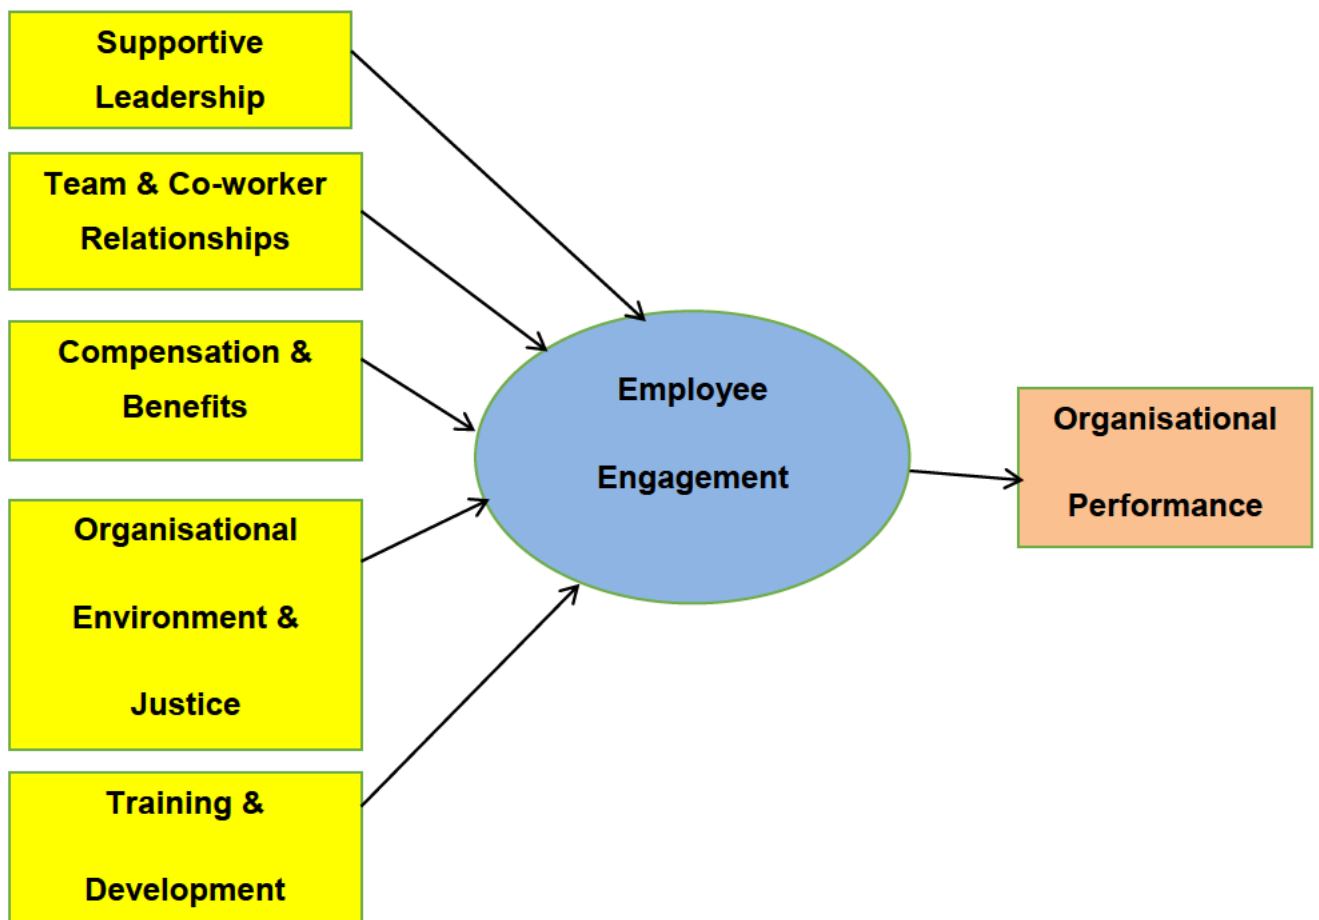 Supportive
Leadership
Team & Co-worker
Relationships
Compensation &
Benefits
Organisational
Environment &
Justice
Training &
Development
Employee
Engagement
Organisational
Performance